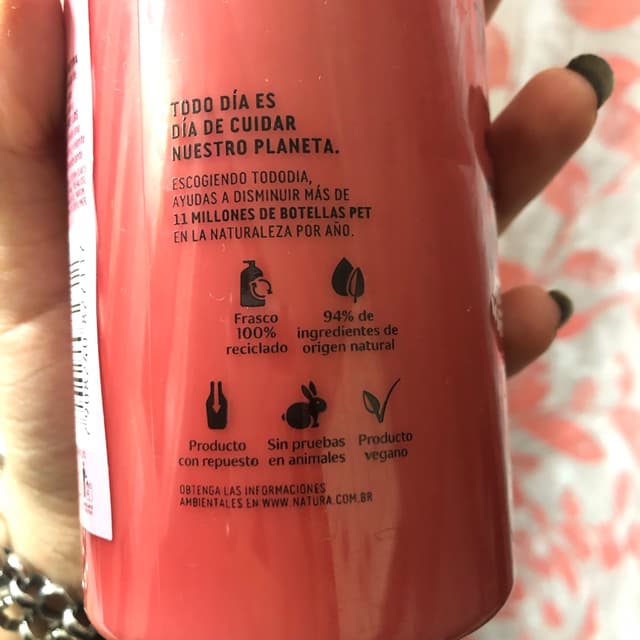 TODO DÍA ES
DÍA DE CUIDAR
NUESTRO PLANETA.
ESCOGIENDO TODODIA,
AYUDAS A DISMINUIR MÁS DE
11 MILLONES DE BOTELLAS PET
EN LA NATURALEZA POR AÑO.
Frasco
100%
reciclado
94% de
ingredientes de
origen natural
Producto
con repuesto
Sin pruebas
en animales
Producto
vegano
OBTENGA LAS INFORMACIONES
AMBIENTALES EN WWW.NATURA.COM.BR